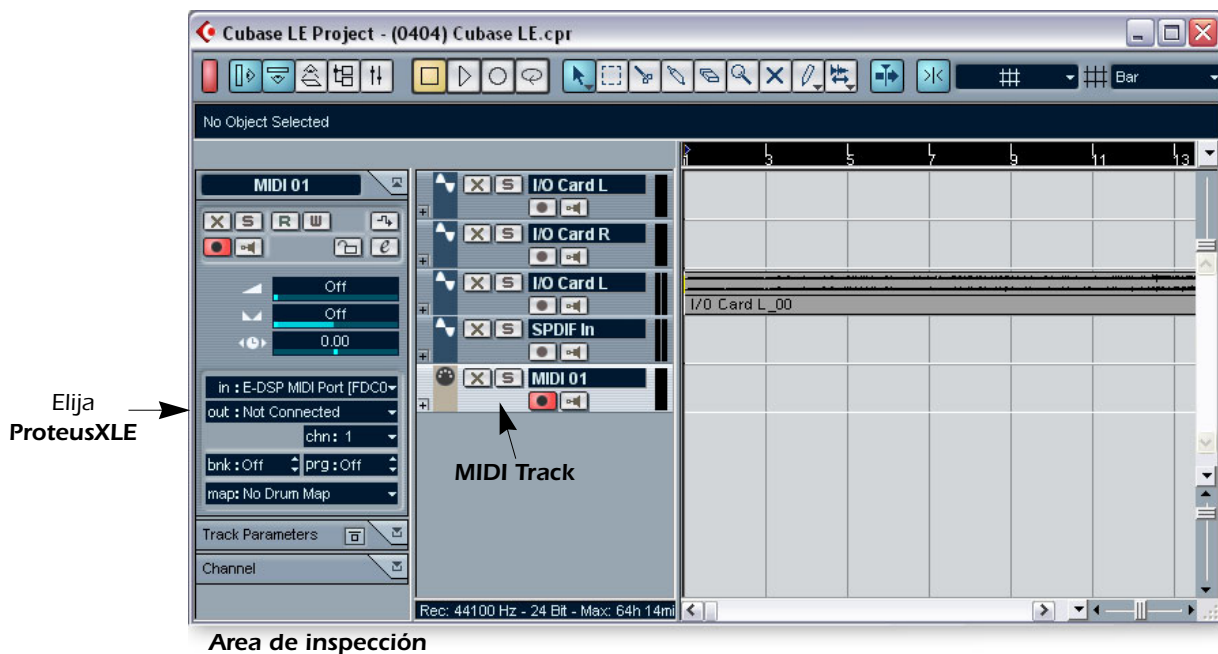 Cubase LE Project - (0404) Cubase LE.cpr
Bar
No Object Selected
1 3 5 7 9 11 13
MIDI 01
X S R W
e
Off
Off
0.00
in : E-DSP MIDI Port [FDC0
out : Not Connected
chn: 1
bnk: Off prg: Off
map: No Drum Map
Track Parameters
Channel
X S I/O Card L
X S I/O Card R
X S I/O Card L
X S SPDIF In
X S MIDI 01
I/O Card L_00
Elija
ProteusXLE
MIDI Track
Rec: 44100 Hz - 24 Bit - Max: 64h 14mi
Area de inspección